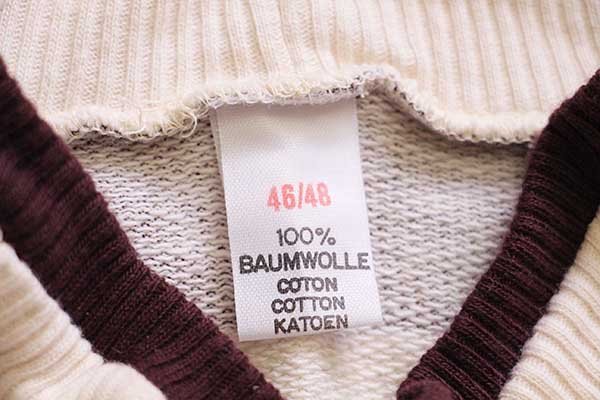 46/48
100%
BAUMWOLLE
COTON
COTTON
KATOEN